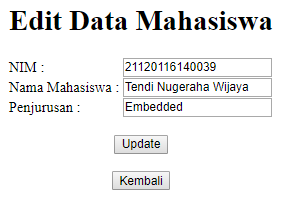 Edit Data Mahasiswa
NIM : 21120116140039
Nama Mahasiswa : Tendi Nugeraha Wijaya
Penjurusan : Embedded
Update
Kembali